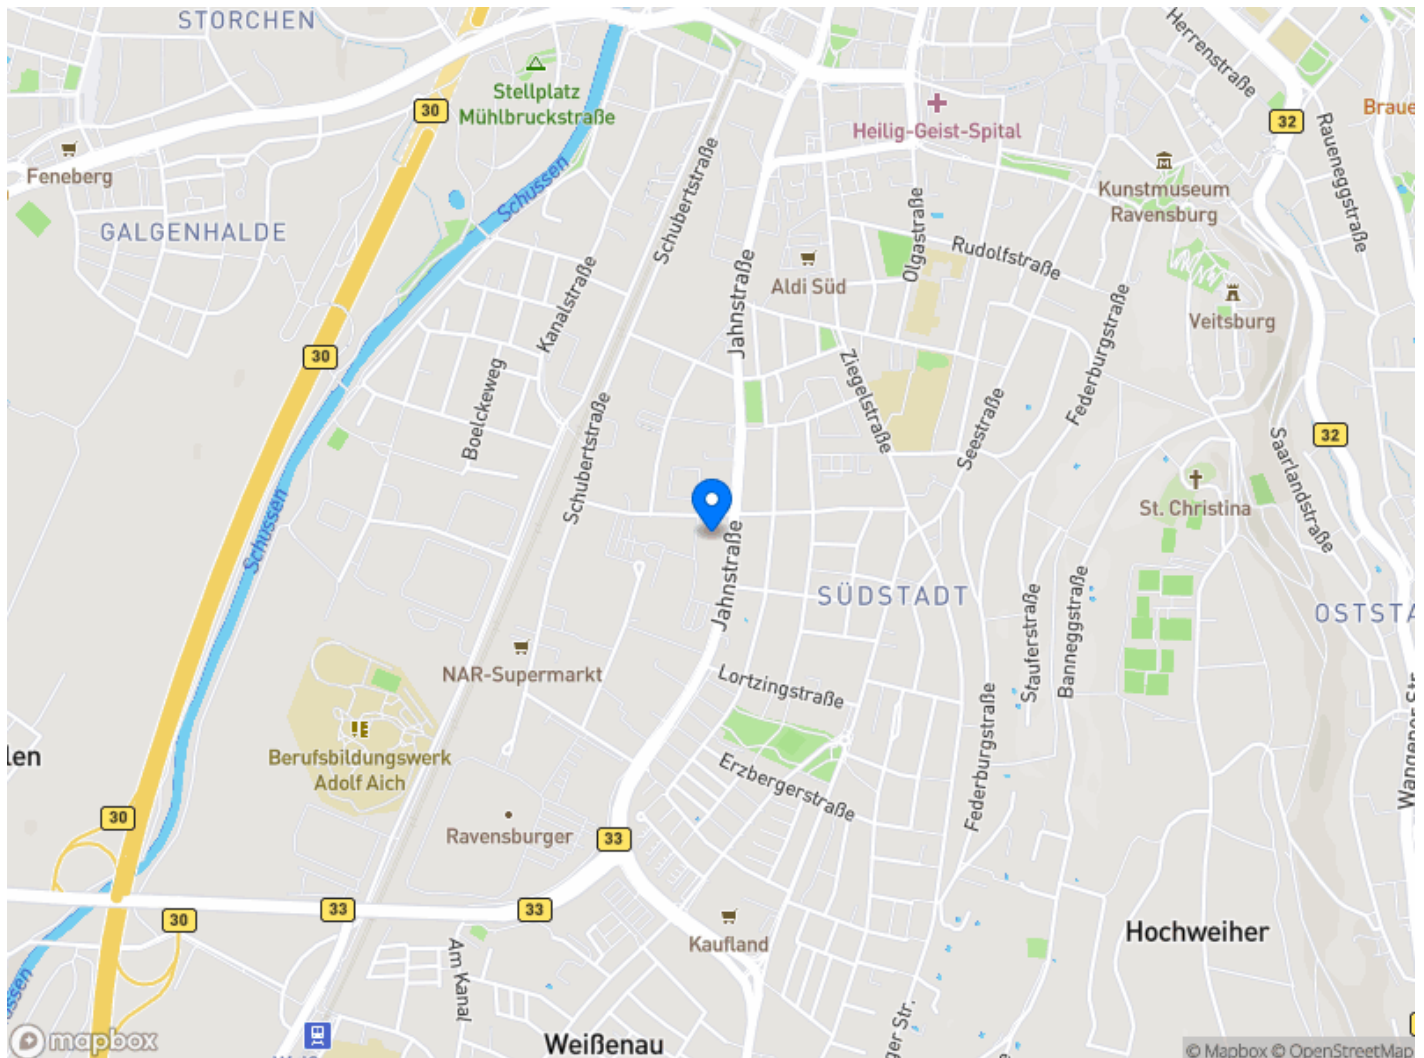 STORCHEN
Herrenstraße
30
Stellplatz
Mühlbruckstraße
Heilig-Geist-Spital
32
Raueneggstraße
Feneberg
Schussen
Schubertstraße
Kunstmuseum
Ravensburg
GALGENHALDE
Olgastraße
Rudolfstraße
Aldi Süd
Kanalstraße
Jahnstraße
Veitsburg
30
Boelckeweg
Ziegelstraße
Federburgstraße
Seestraße
32
Schubertstraße
Saarlandstraße
St. Christina
Schussen
Jahnstraße
SÜDSTADT
Stauferstraße
Banneggstraße
NAR-Supermarkt
Lortzingstraße
Berufsbildungswerk
Adolf Aich
Erzbergerstraße
Federburgstraße
30
Ravensburger
33
30
33
33
Kaufland
Hochweiher
Am Kanal
Weißenau
mapbox
© Mapbox © OpenStreetMap